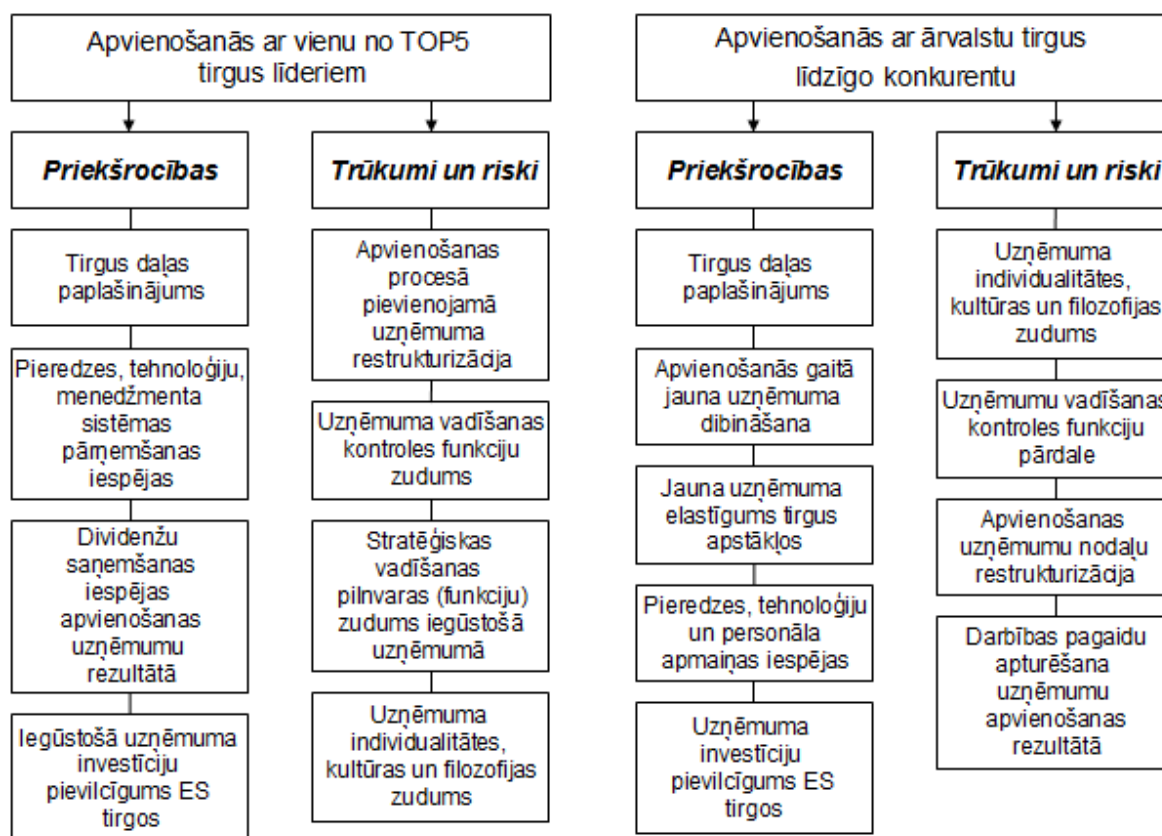 Apvienošanās ar vienu no TOP5
tirgus līderiem
Priekšrocības
Tirgus daļas
paplašinājums
Pieredzes, tehnoloģiju,
menedžmenta
sistēmas
pārņemšanas
iespējas
Dividenžu
saņemšanas
iespējas
apvienošanas
uzņēmumu
rezultātā
Iegūstošā uzņēmuma
investīciju
pievilcīgums ES
tirgos
Trūkumi un riski
Apvienošanas
procesā
pievienojamā
uzņēmuma
restrukturizācija
Uzņēmuma vadīšanas
kontroles funkciju
zudums
Stratēģiskas
vadīšanas
pilnvaras (funkciju)
zudums iegūstošā
uzņēmumā
Uzņēmuma
individualitātes,
kultūras un filozofijas
zudums
Apvienošanās ar ārvalstu tirgus
līdzīgo konkurentu
Priekšrocības
Tirgus daļas
paplašinājums
Apvienošanās gaitā
jauna uzņēmuma
dibināšana
Jauna uzņēmuma
elastīgums tirgus
apstākļos
Pieredzes, tehnoloģiju
un personāla
apmaiņas iespējas
Uzņēmuma
investīciju
pievilcīgums ES
tirgos
Trūkumi un riski
Uzņēmuma
individualitātes,
kultūras un filozofijas
zudums
Uzņēmumu vadīšanas
kontroles funkciju
pārdale
Apvienošanas
uzņēmumu nodaļu
restrukturizācija
Darbības pagaidu
apturēšana
uzņēmumu
apvienošanas
rezultātā